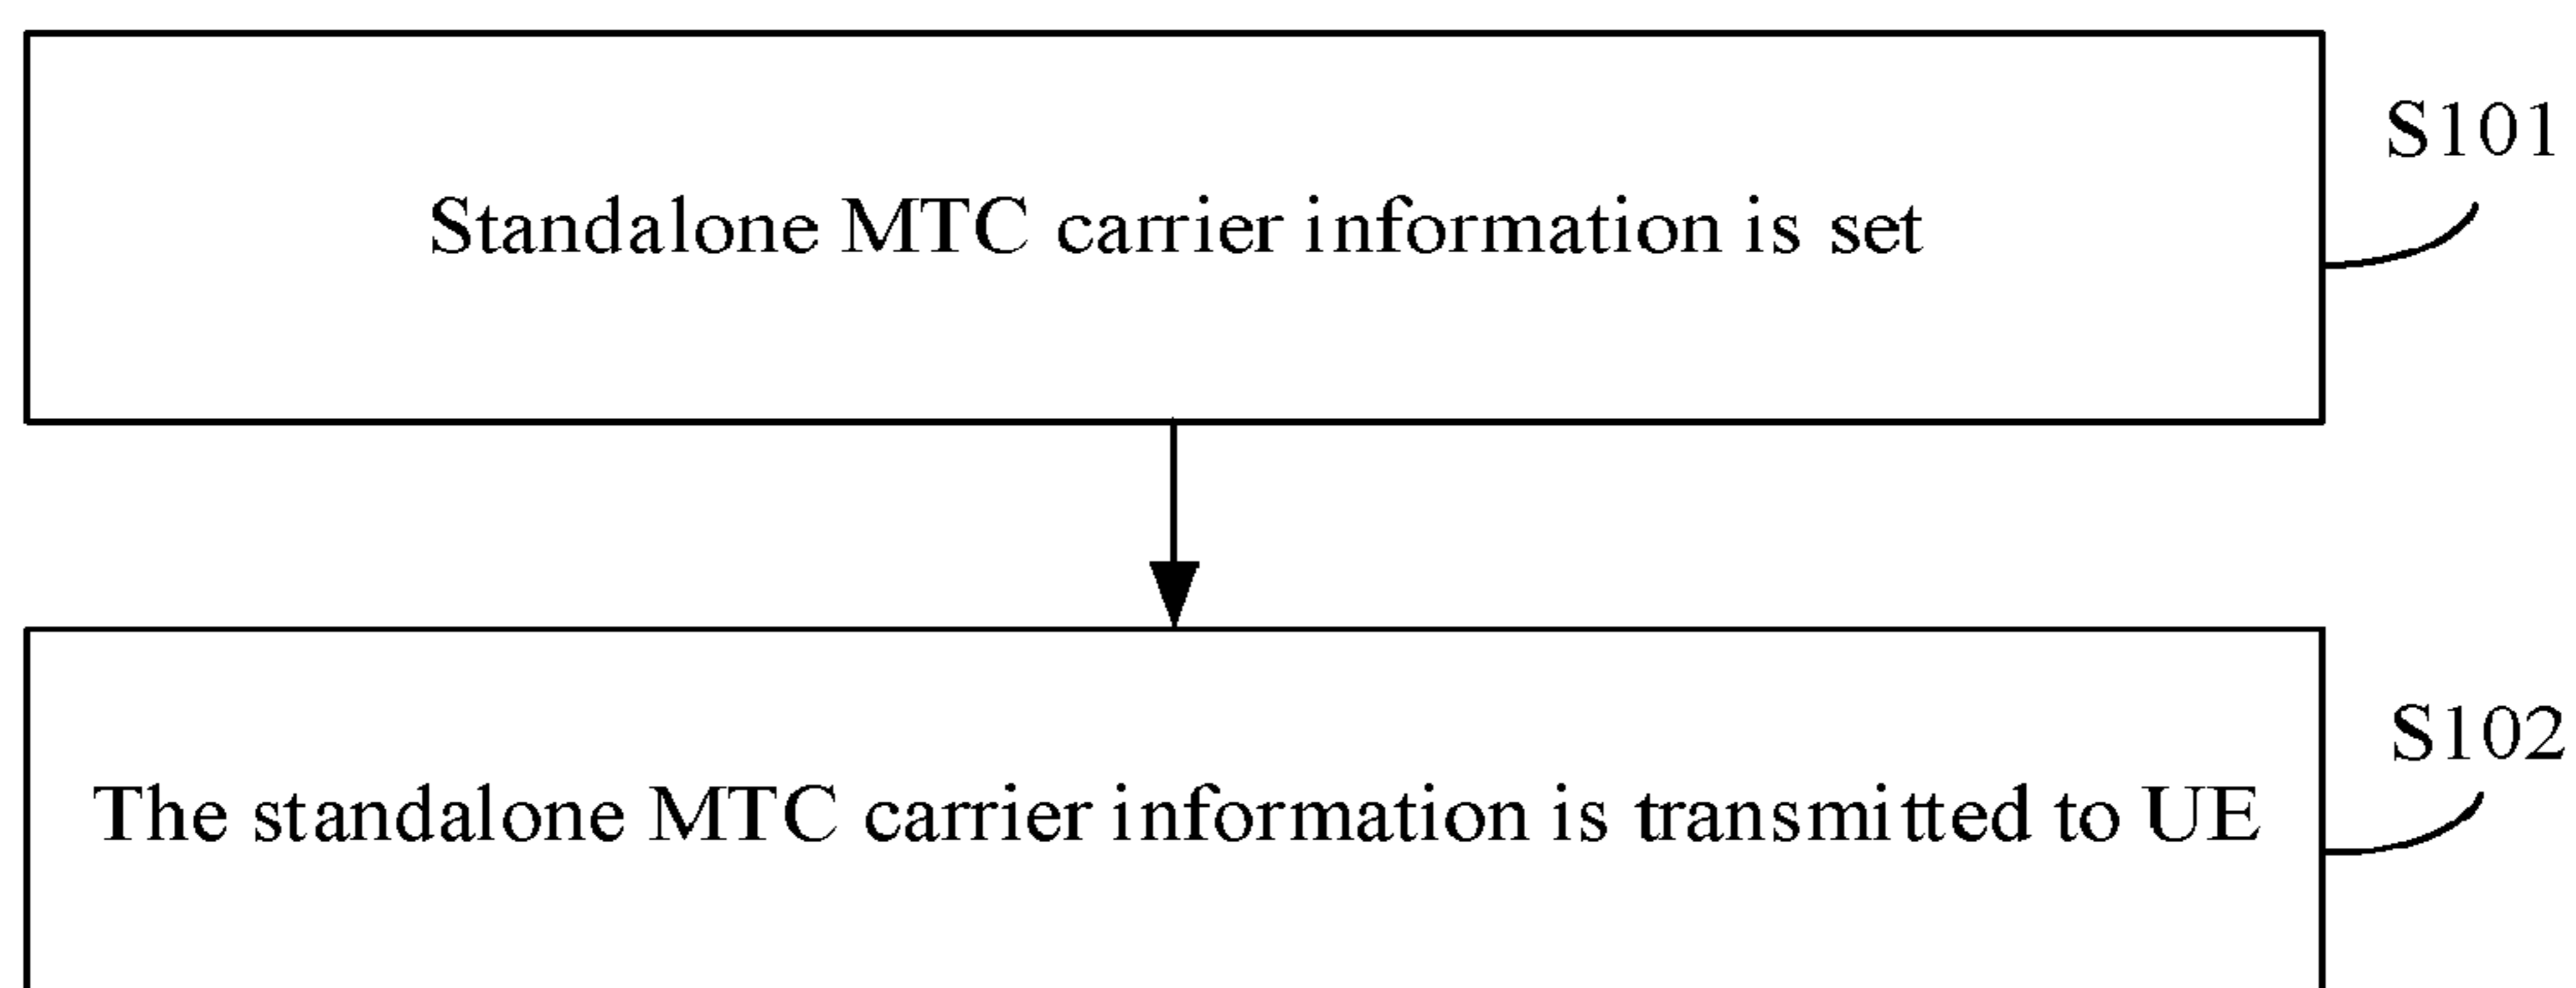 S101
Standalone MTC carrier information is set
S102
The standalone MTC carrier information is transmitted to UE